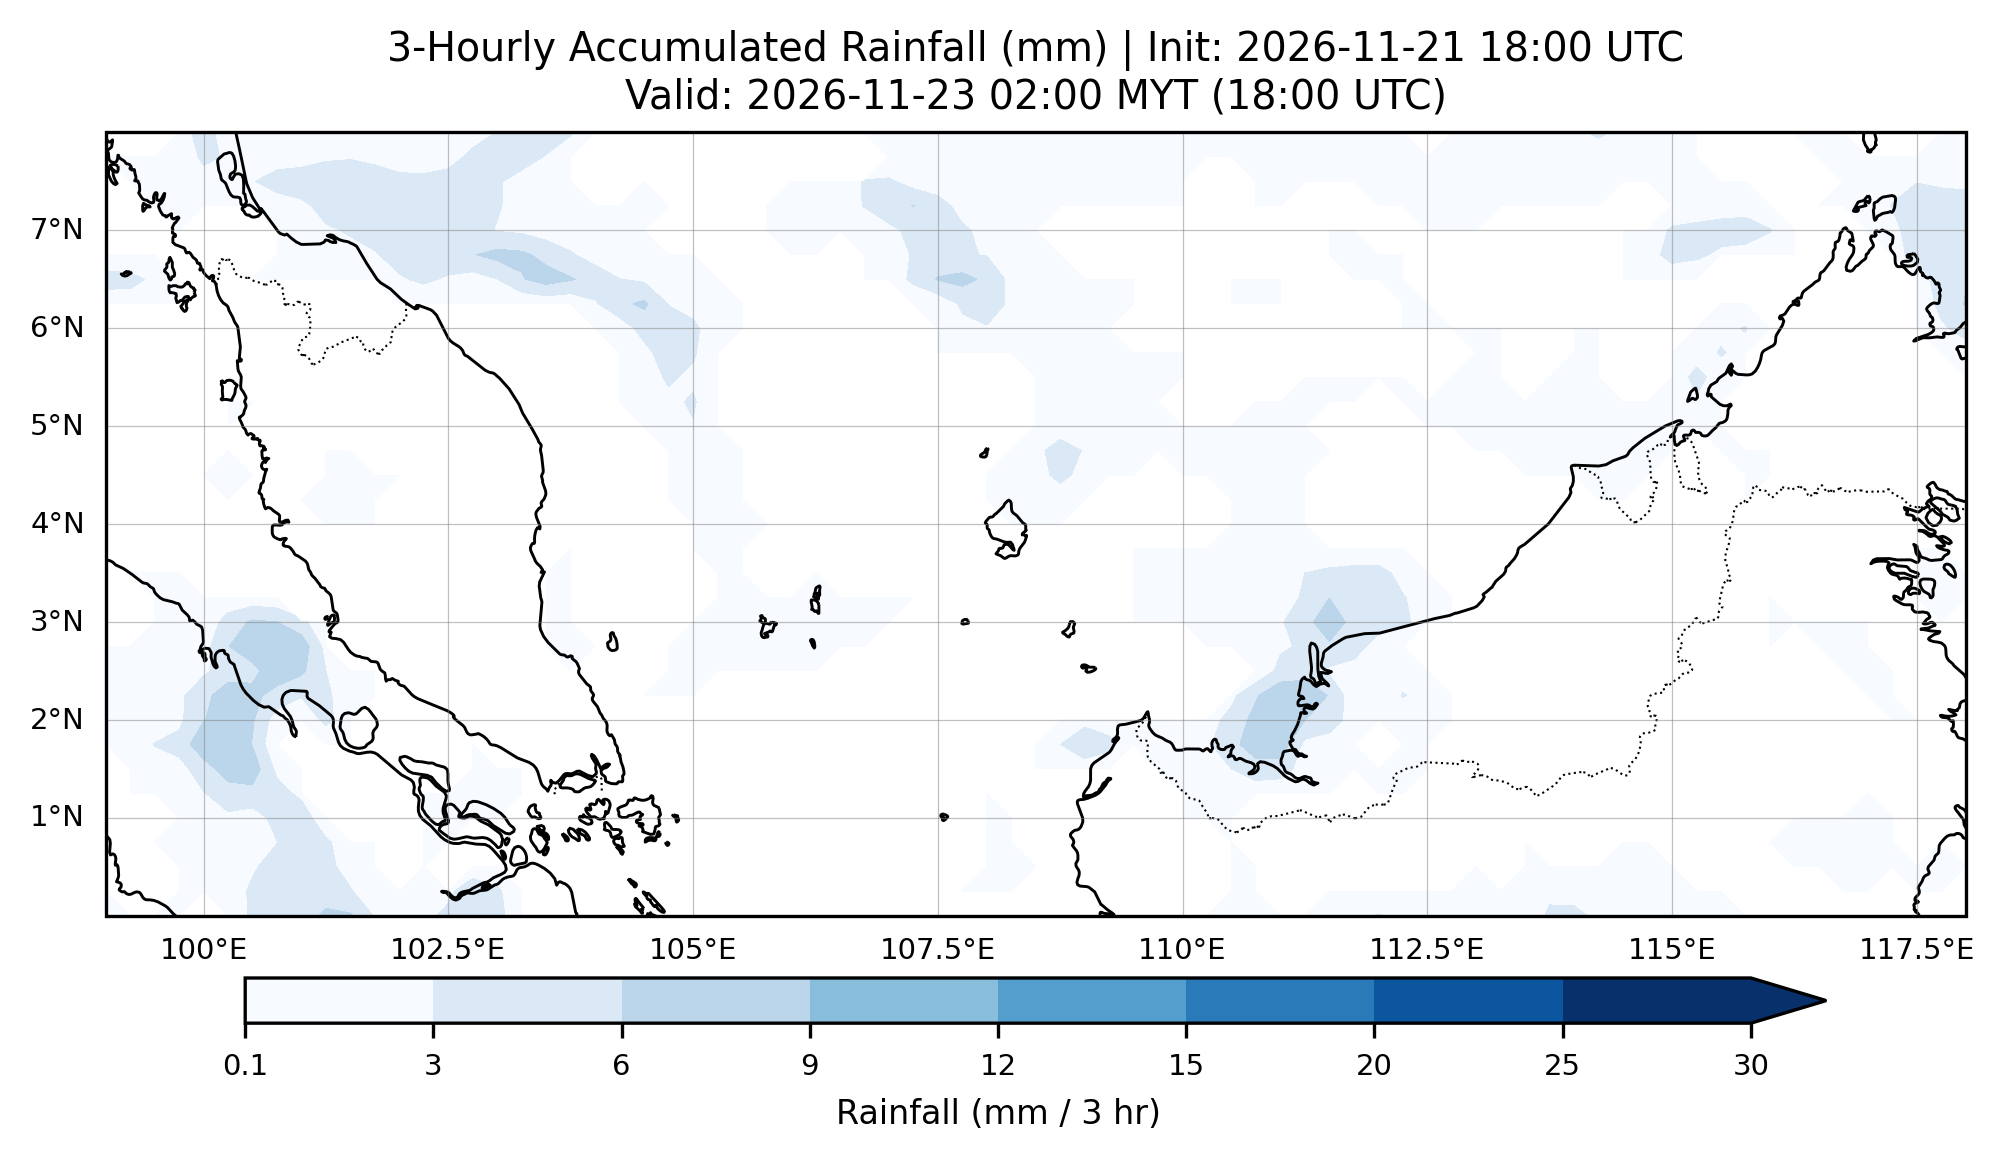 3-Hourly Accumulated Rainfall (mm) | Init: 2026-11-21 18:00 UTC
Valid: 2026-11-23 02:00 MYT (18:00 UTC)
7°N
6°N
5°N
4°N
3°N
2°N
1°N
100°E 102.5°E 105°E 107.5°E 110°E 112.5°E 115°E 117.5°E
0.1 3 6 9 12 15 20 25 30
Rainfall (mm / 3 hr)